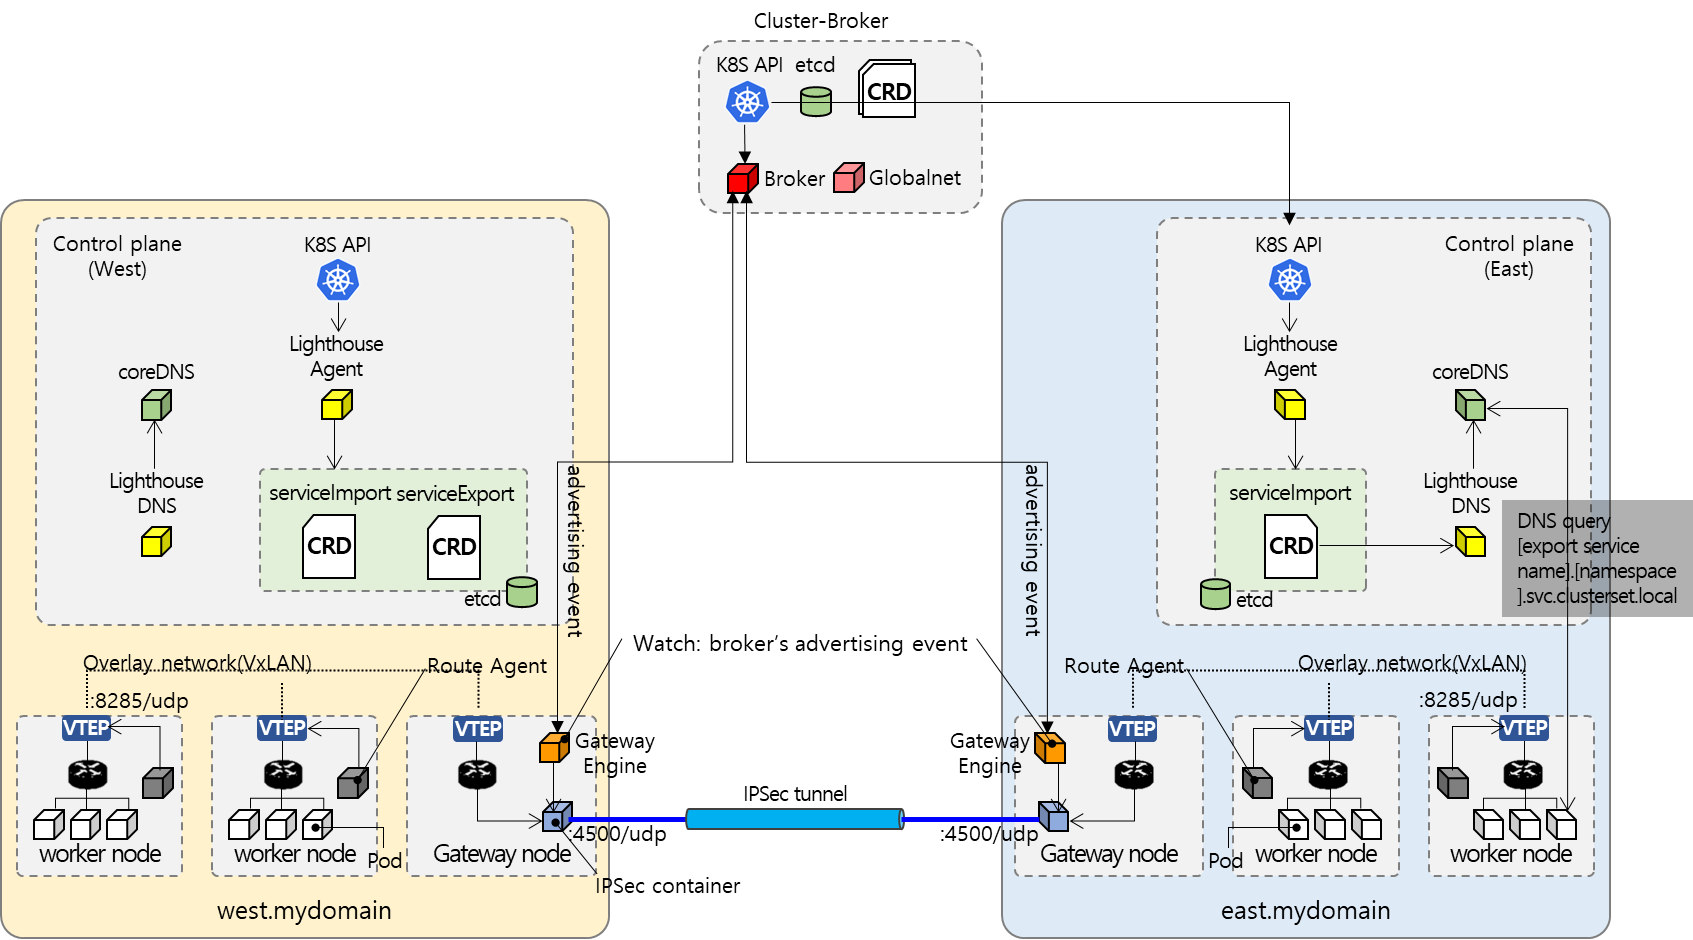 Cluster-Broker
K8S API
etcd
CRD
Broker
Globalnet
Control plane
(West)
K8S API
Lighthouse
Agent
coreDNS
Lighthouse
DNS
serviceImport
serviceExport
CRD
CRD
etcd
advertising event
Overlay network(VxLAN)
Route Agent
:8285/udp
VTEP
VTEP
VTEP
Gateway
Engine
worker node
worker node
Pod
Gateway node
:4500/udp
IPSec container
west.mydomain
Watch: broker’s advertising event
IPSec tunnel
Control plane
(East)
K8S API
Lighthouse
Agent
coreDNS
Lighthouse
DNS
serviceImport
CRD
etcd
DNS query
[export service
name].[namespace
].svc.clusterset.local
advertising event
Route Agent
Overlay network(VxLAN)
:8285/udp
VTEP
VTEP
VTEP
Gateway
Engine
:4500/udp
Gateway node
Pod
worker node
worker node
east.mydomain